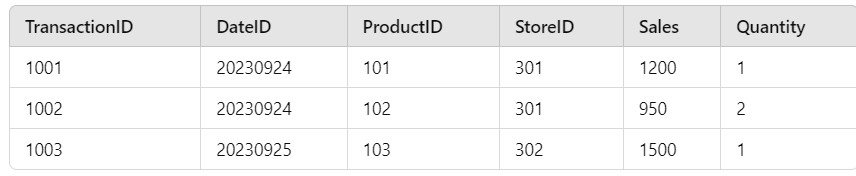 TransactionID DateID ProductID StoreID Sales Quantity
1001 20230924 101 301 1200 1
1002 20230924 102 301 950 2
1003 20230925 103 302 1500 1